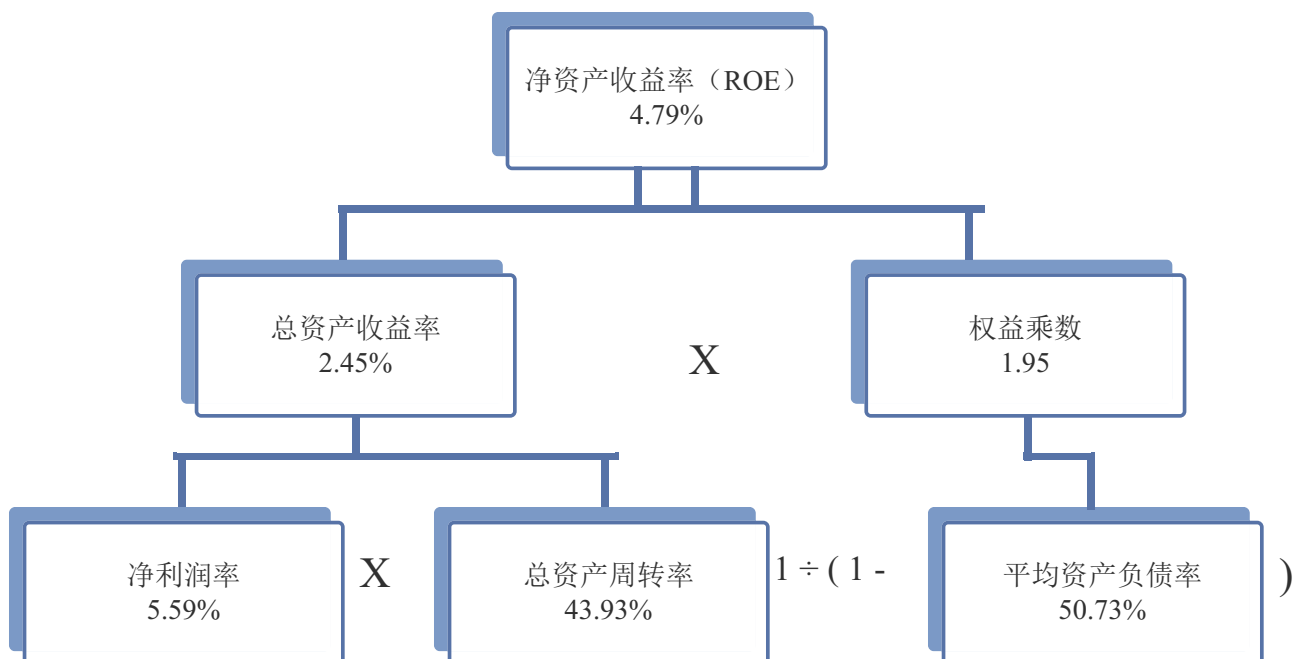 净资产收益率（ROE）
4.79%
总资产收益率
2.45%
X
权益乘数
1.95
净利润率
5.59%
X
总资产周转率
43.93%
1 ÷ ( 1 -
平均资产负债率
50.73%
)